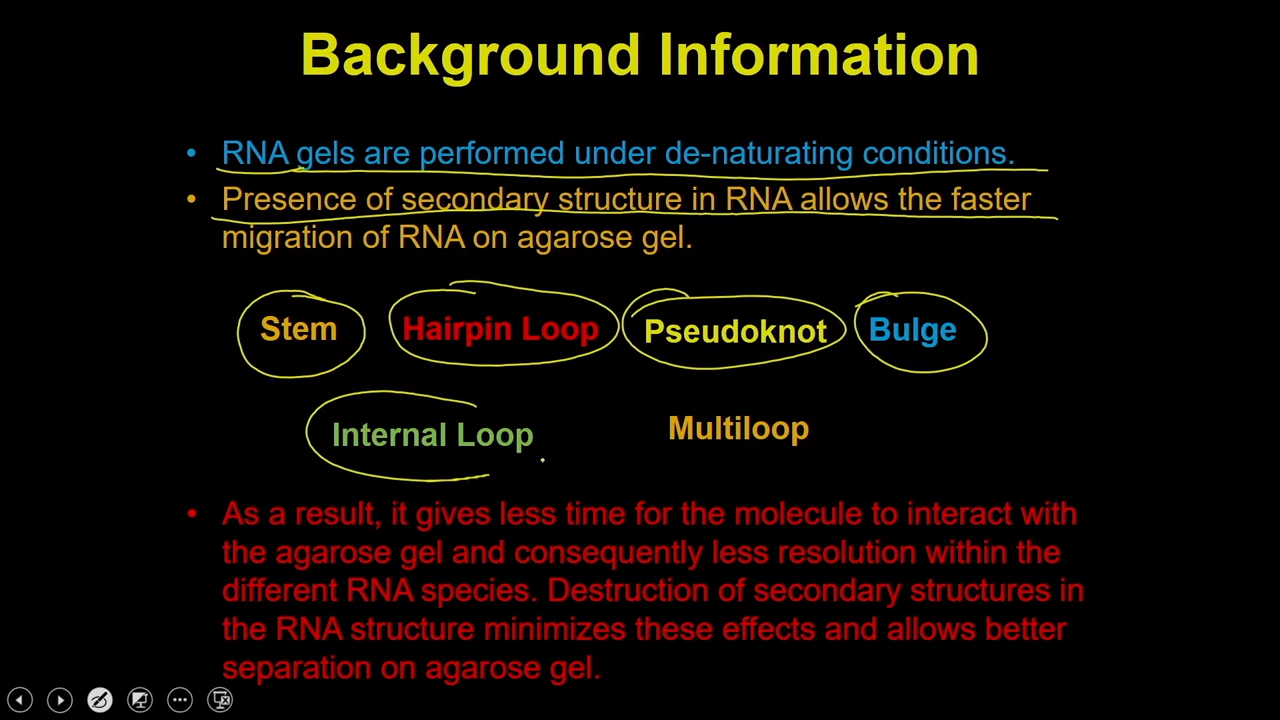 Background Information
• RNA gels are performed under de-naturating conditions.
• Presence of secondary structure in RNA allows the faster
migration of RNA on agarose gel.
Stem Hairpin Loop Pseudoknot Bulge
Internal Loop Multiloop
• As a result, it gives less time for the molecule to interact with
the agarose gel and consequently less resolution within the
different RNA species. Destruction of secondary structures in
the RNA structure minimizes these effects and allows better
separation on agarose gel.